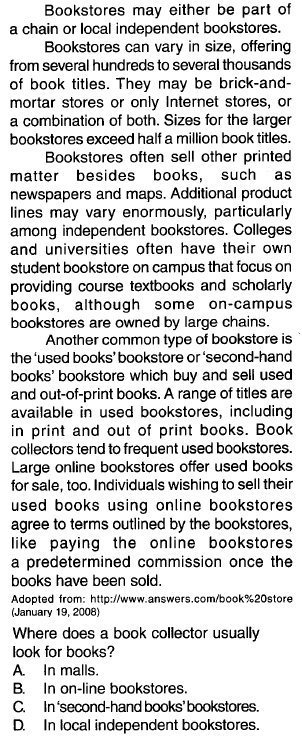 Bookstores may either be part of
a chain or local independent bookstores.
Bookstores can vary in size, offering
from several hundreds to several thousands
of book titles. They may be brick-and-
mortar stores or only Internet stores, or
a combination of both. Sizes for the larger
bookstores exceed half a million book titles.
Bookstores often sell other printed
matter besides books, such as
newspapers and maps. Additional product
lines may vary enormously, particularly
among independent bookstores. Colleges
and universities often have their own
student bookstore on campus that focus on
providing course textbooks and scholarly
books, although some on-campus
bookstores are owned by large chains.
Another common type of bookstore is
the 'used books' bookstore or 'second-hand
books' bookstore which buy and sell used
and out-of-print books. A range of titles are
available in used bookstores, including
in print and out of print books. Book
collectors tend to frequent used bookstores.
Large online bookstores offer used books
for sale, too. Individuals wishing to sell their
used books using online bookstores
agree to terms outlined by the bookstores,
like paying the online bookstores
a predetermined commission once the
books have been sold.
Adopted from: http://www.answers.com/book%20store
(January 19, 2008)
Where does a book collector usually
look for books?
A. In malls.
B. In on-line bookstores.
C. In 'second-hand books' bookstores.
D. In local independent bookstores.